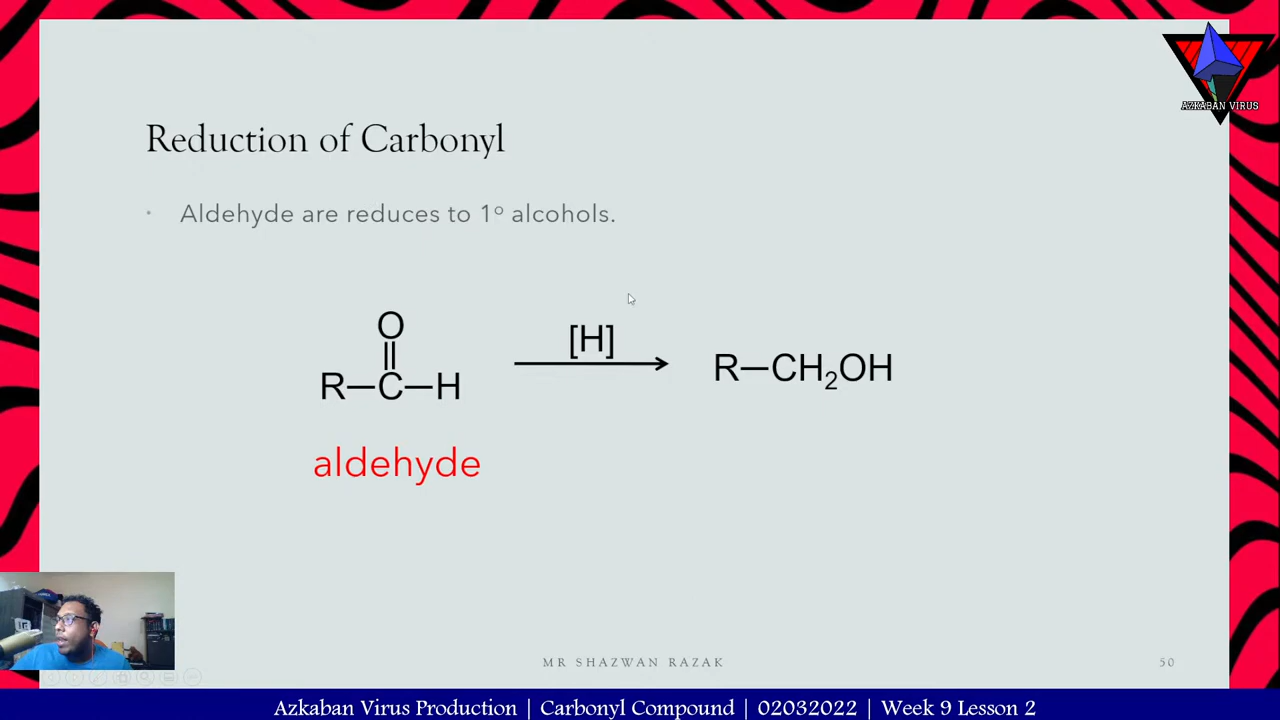 AZKABAN VIRUS
Reduction of Carbonyl
• Aldehyde are reduces to 1º alcohols.
O
[H]
R–C–H
R–CH₂OH
aldehyde
MR SHAZWAN RAZAK
50
Azkaban Virus Production | Carbonyl Compound | 02032022 | Week 9 Lesson 2